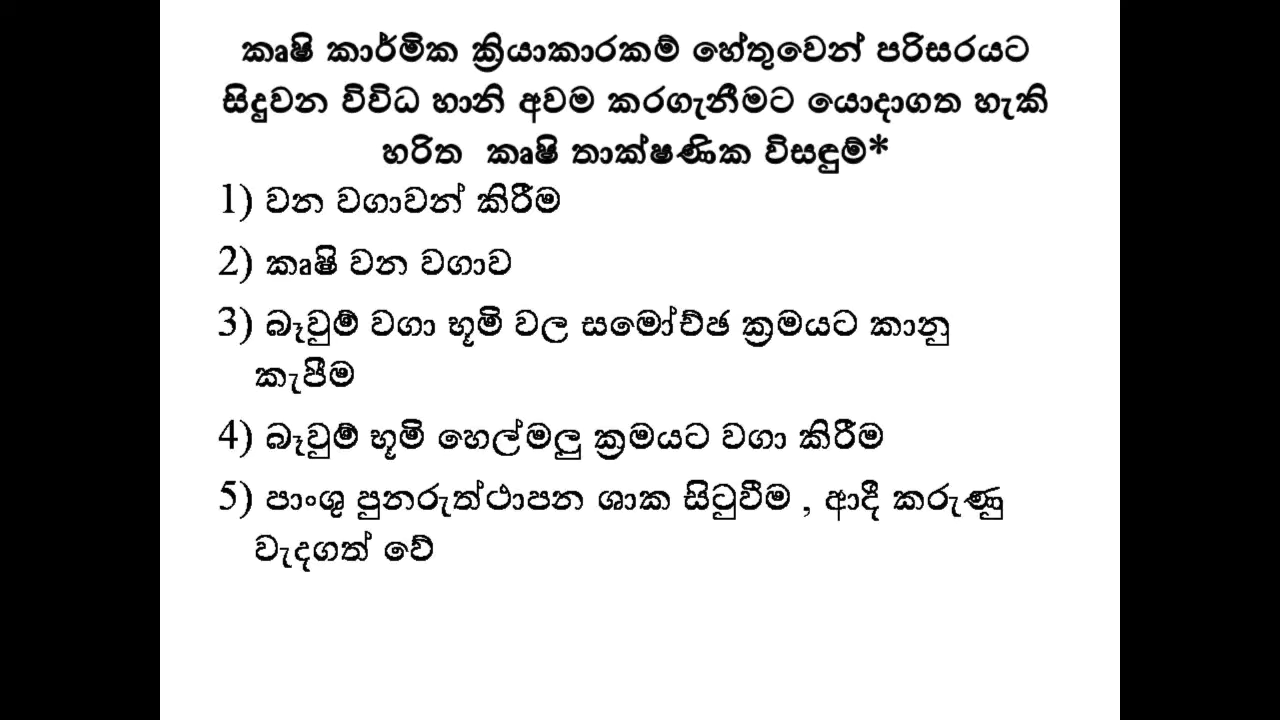 කෘෂි කාර්මික ක්‍රියාකාරකම් හේතුවෙන් පරිසරයට
සිදුවන විවිධ හානි අවම කරගැනීමට යොදාගත හැකි
හරිත කෘෂි තාක්ෂණික විසඳුම්*
1) වන වගාවන් කිරීම
2) කෘෂි වන වගාව
3) බෑවුම් වගා භූමි වල සමෝච්ඡ ක්‍රමයට කානු
කැපීම
4) බෑවුම් භූමි හෙල්මලු ක්‍රමයට වගා කිරීම
5) පාංශු පුනරුත්ථාපන ශාක සිටුවීම , ආදී කරුණු
වැදගත් වේ